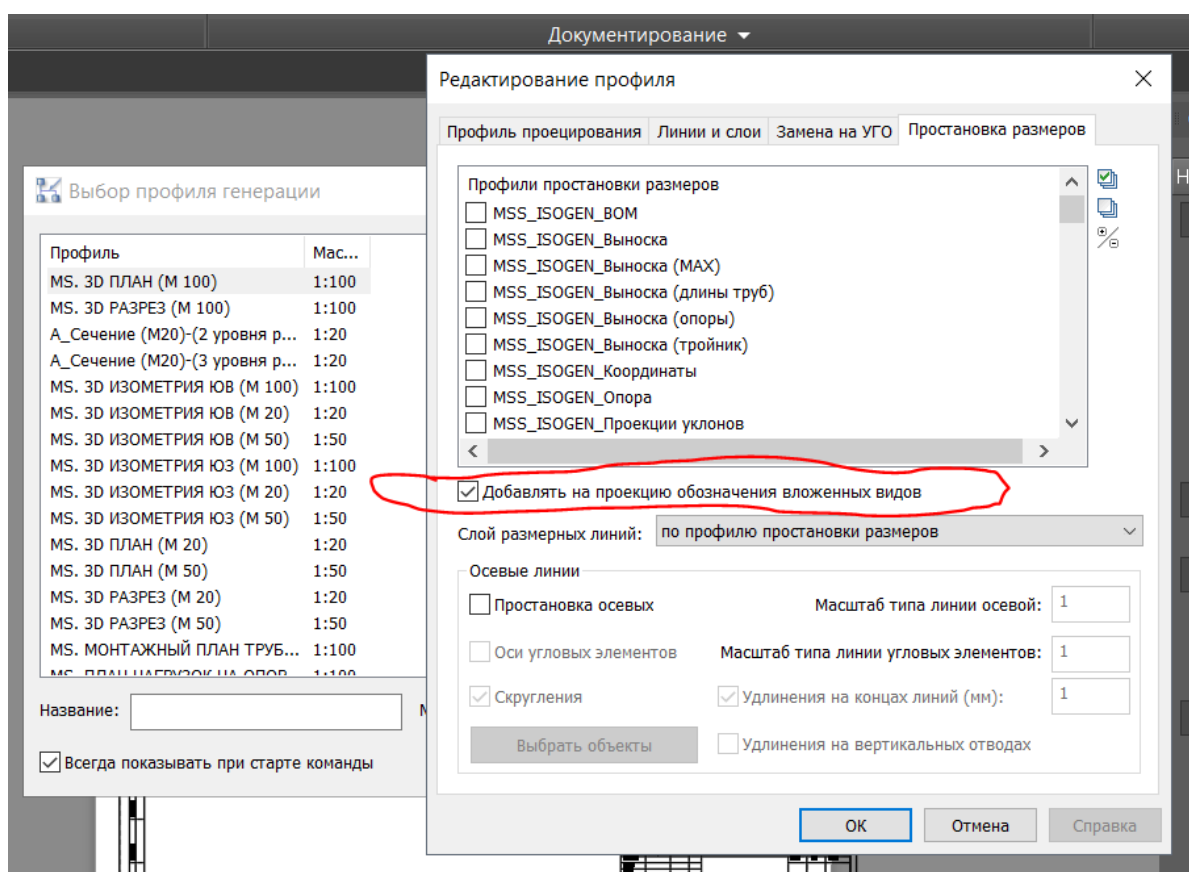 Документирование
Редактирование профиля
Профиль проецирования Линии и слои Замена на УГО Простановка размеров
Профили простановки размеров
MSS_ISOGEN_BOM
MSS_ISOGEN_Выноска
MSS_ISOGEN_Выноска (MAX)
MSS_ISOGEN_Выноска (длины труб)
MSS_ISOGEN_Выноска (опоры)
MSS_ISOGEN_Выноска (тройник)
MSS_ISOGEN_Координаты
MSS_ISOGEN_Опора
MSS_ISOGEN_Проекции уклонов
Добавлять на проекцию обозначения вложенных видов
Слой размерных линий: по профилю простановки размеров
Осевые линии
Простановка осевых Масштаб типа линии осевой: 1
Оси угловых элементов Масштаб типа линии угловых элементов: 1
Скругления Удлинения на концах линий (мм): 1
Выбрать объекты Удлинения на вертикальных отводах
ОК Отмена Справка
Выбор профиля генерации
Профиль Мас...
MS. 3D ПЛАН (М 100) 1:100
MS. 3D РАЗРЕЗ (М 100) 1:100
А_Сечение (М20)-(2 уровня р... 1:20
А_Сечение (М20)-(3 уровня р... 1:20
MS. 3D ИЗОМЕТРИЯ ЮВ (М 100) 1:100
MS. 3D ИЗОМЕТРИЯ ЮВ (М 20) 1:20
MS. 3D ИЗОМЕТРИЯ ЮВ (М 50) 1:50
MS. 3D ИЗОМЕТРИЯ ЮЗ (М 100) 1:100
MS. 3D ИЗОМЕТРИЯ ЮЗ (М 20) 1:20
MS. 3D ИЗОМЕТРИЯ ЮЗ (М 50) 1:50
MS. 3D ПЛАН (М 20) 1:20
MS. 3D ПЛАН (М 50) 1:50
MS. 3D РАЗРЕЗ (М 20) 1:20
MS. 3D РАЗРЕЗ (М 50) 1:50
MS. МОНТАЖНЫЙ ПЛАН ТРУБ... 1:100
MS. ПЛАН НАГРУЗОК НА ОПОР... 1:100
Название:
Всегда показывать при старте команды